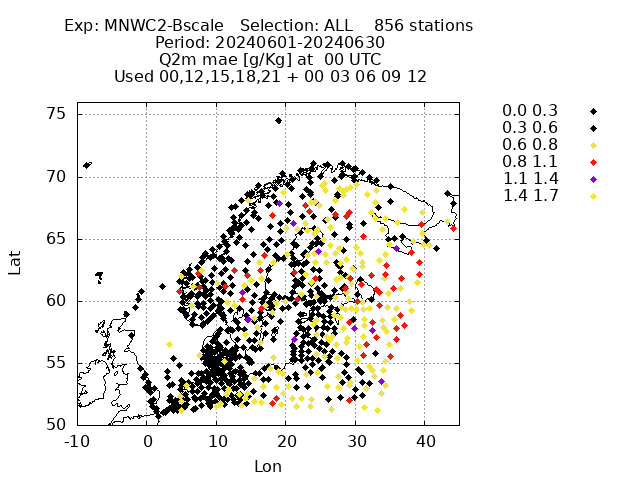 Exp: MNWC2-Bscale   Selection: ALL    856 stations
Period: 20240601-20240630
Q2m mae [g/Kg] at  00 UTC
Used 00,12,15,18,21 + 00 03 06 09 12
0.0 0.3
0.3 0.6
0.6 0.8
0.8 1.1
1.1 1.4
1.4 1.7
75
70
65
60
55
50
Lat
-10 0 10 20 30 40
Lon